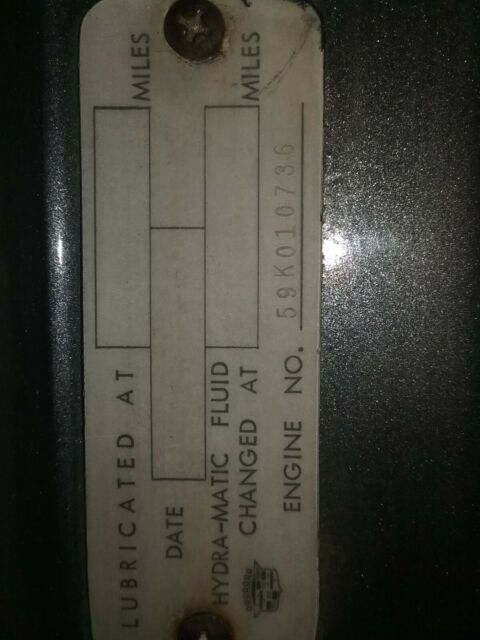 LUBRICATED AT MILES
DATE
HYDRA-MATIC FLUID
CHANGED AT MILES
ENGINE NO. 59K010736